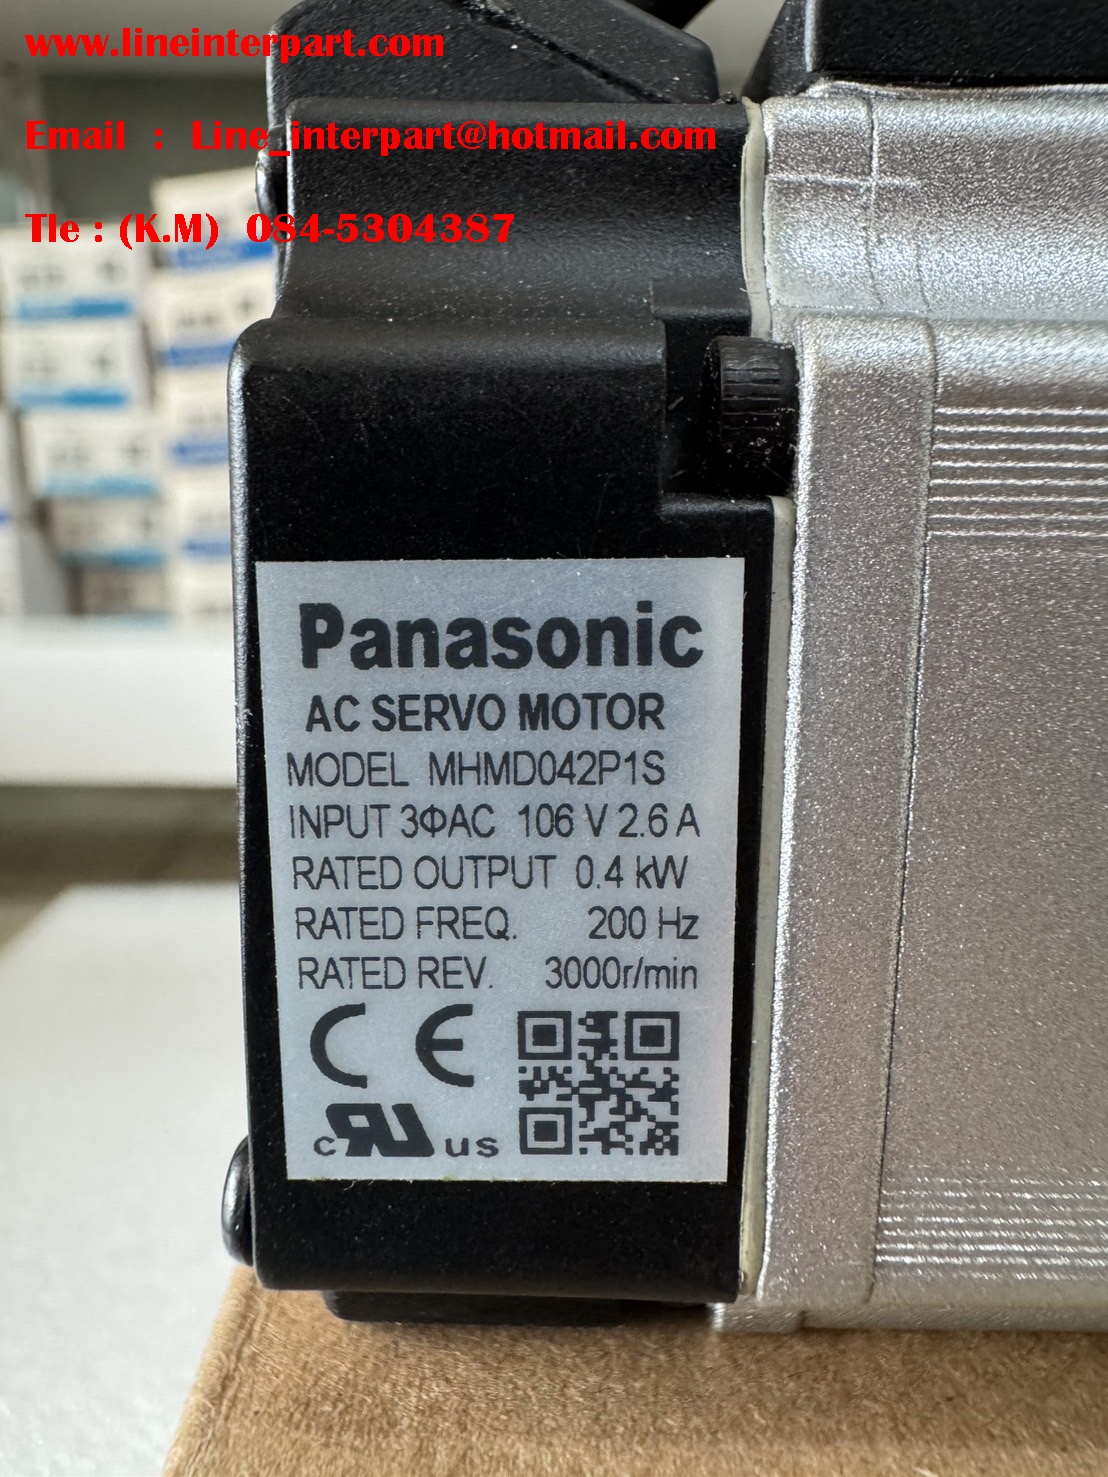 www.lineinterpart.com
Email : Line_interpart@hotmail.com
Tle : (K.M) 084-5304387
Panasonic
AC SERVO MOTOR
MODEL MHMD042P1S
INPUT 3ΦAC 106 V 2.6 A
RATED OUTPUT 0.4 kW
RATED FREQ. 200 Hz
RATED REV. 3000r/min
CE
c RU us